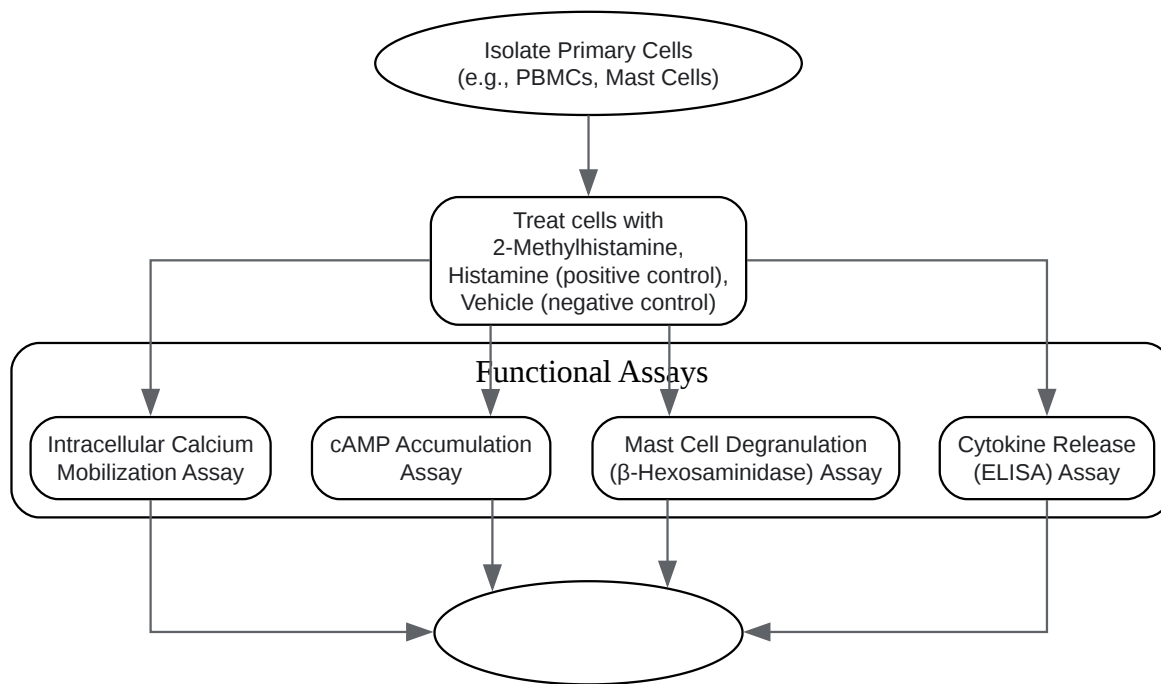 Isolate Primary Cells
(e.g., PBMCs, Mast Cells)
Treat cells with
2-Methylhistamine,
Histamine (positive control),
Vehicle (negative control)
Functional Assays
Intracellular Calcium
Mobilization Assay
cAMP Accumulation
Assay
Mast Cell Degranulation
(β-Hexosaminidase) Assay
Cytokine Release
(ELISA) Assay